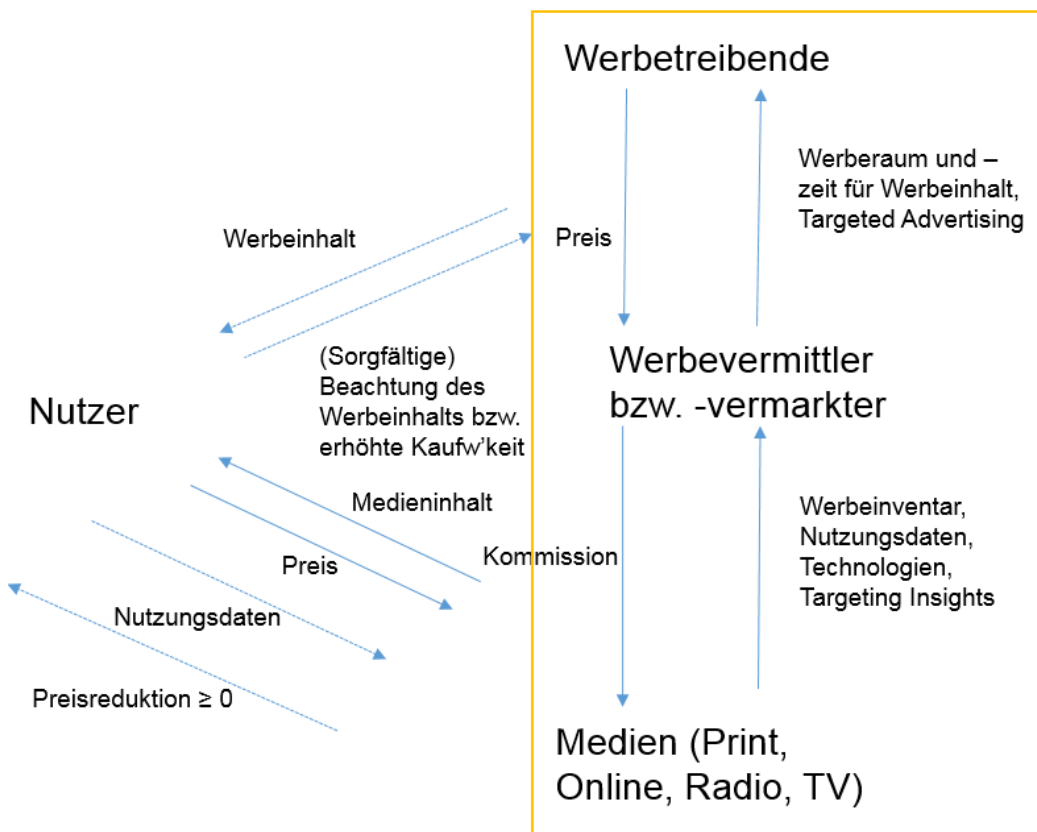 Werbetreibende
Werberaum und –
zeit für Werbeinhalt,
Targeted Advertising
Werbeinhalt
Preis
(Sorgfältige)
Beachtung des
Werbeinhalts bzw.
erhöhte Kaufw'keit
Werbevermittler
bzw. -vermarkter
Nutzer
Medieninhalt
Preis
Kommission
Werbeinventar,
Nutzungsdaten,
Technologien,
Targeting Insights
Nutzungsdaten
Preisreduktion ≥ 0
Medien (Print,
Online, Radio, TV)